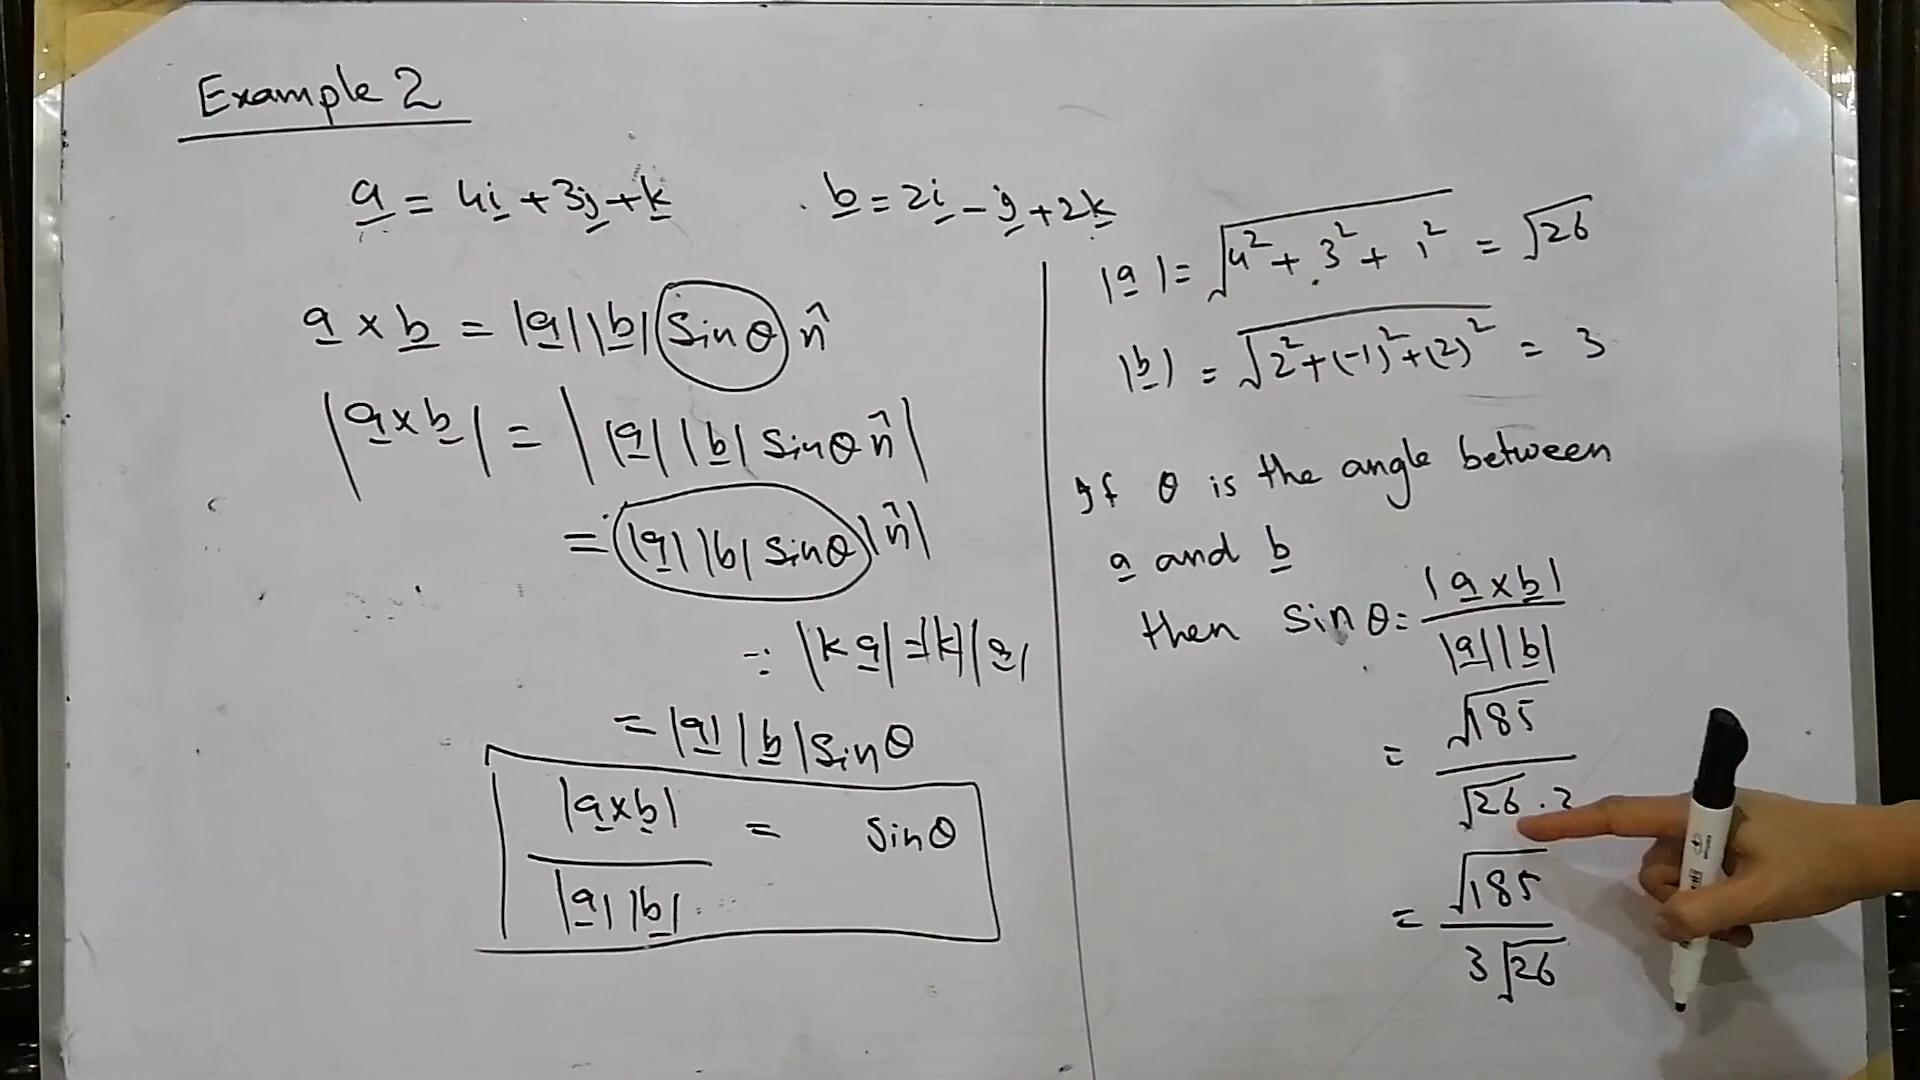 Example 2
a = 4i + 3j + k
b = 2i - j + 2k
a × b = |a| |b| Sinθ n̂
|a × b| = | |a| |b| Sinθ n̂ |
= |a| |b| Sinθ |n̂|
∵ |k a| = |k| |a|
= |a| |b| Sinθ
|a × b| / |a| |b| = Sinθ
|a| = √4² + 3² + 1² = √26
|b| = √2² + (-1)² + (2)² = 3
If θ is the angle between
a and b
then Sinθ = |a × b| / |a| |b|
= √185 / √26 . 3
= √185 / 3√26